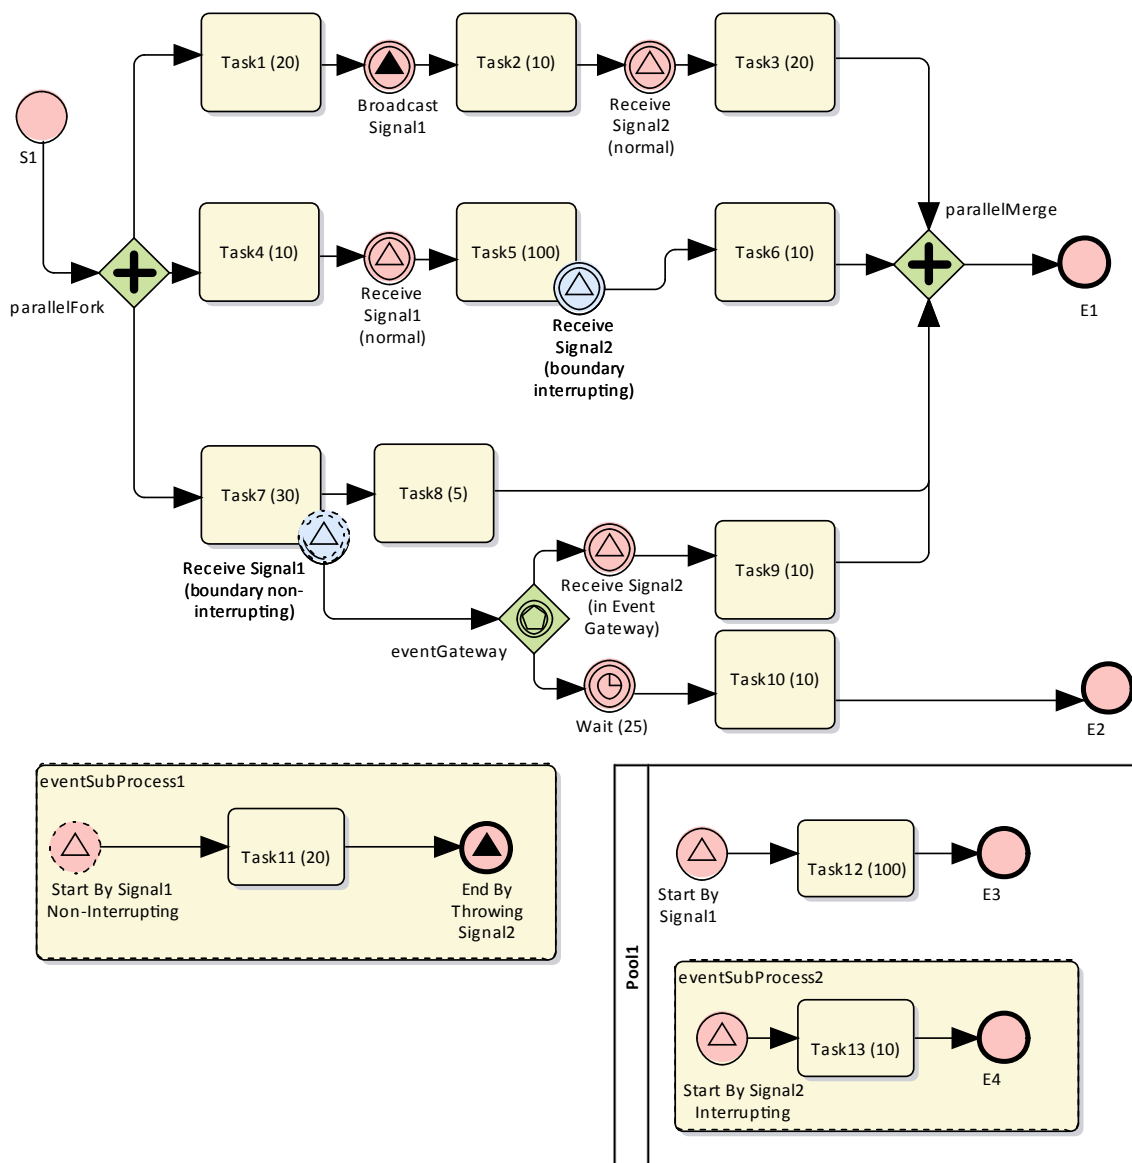 Task1 (20)
Task2 (10)
Task3 (20)
Broadcast
Signal1
Receive
Signal2
(normal)
S1
parallelMerge
Task4 (10)
Task5 (100)
Task6 (10)
parallelFork
Receive
Signal1
(normal)
Receive
Signal2
(boundary
interrupting)
E1
Task7 (30)
Task8 (5)
Receive Signal1
(boundary non-
interrupting)
Receive Signal2
(in Event
Gateway)
Task9 (10)
eventGateway
Task10 (10)
Wait (25)
E2
eventSubProcess1
Task11 (20)
Start By Signal1
Non-Interrupting
End By
Throwing
Signal2
Pool1
Start By
Signal1
Task12 (100)
E3
eventSubProcess2
Task13 (10)
Start By Signal2
Interrupting
E4